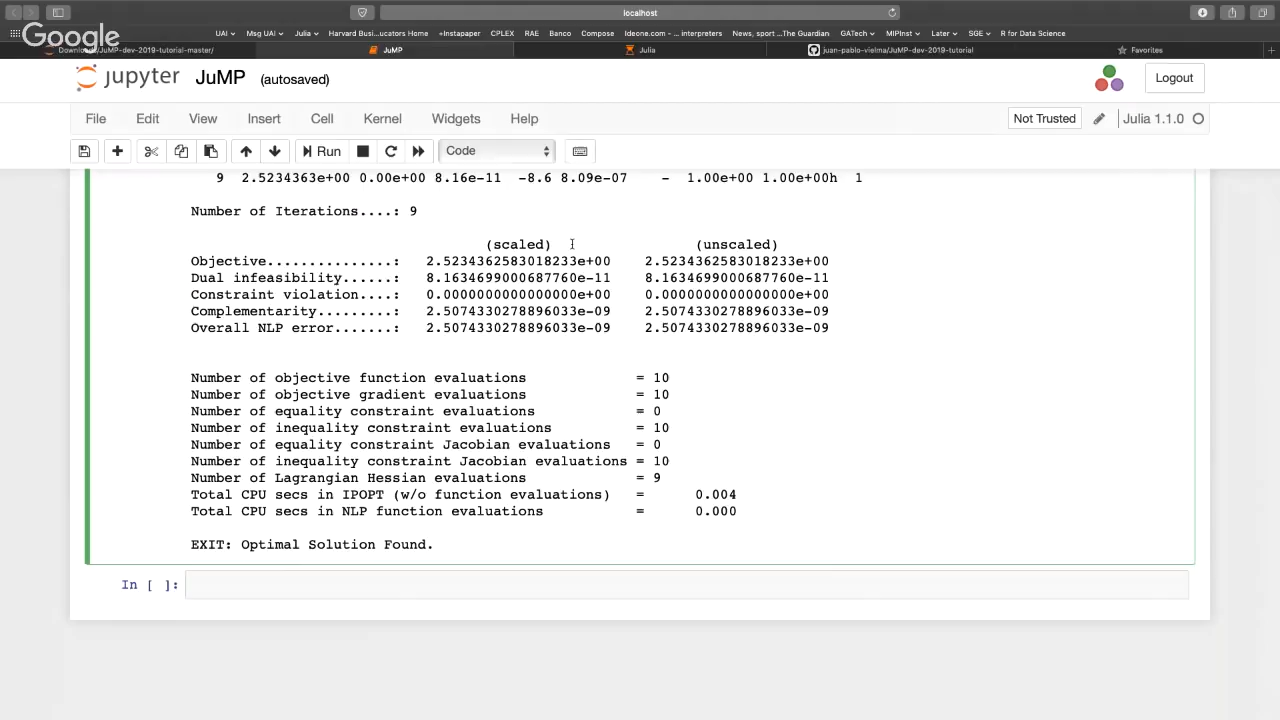 localhost
Google
UAI Msg UAI Julia Harvard Busi...ucators Home +Instapaper CPLEX RAE Banco Compose Ideone.com - ... interpreters News, sport ...The Guardian GATech MIPInst Later SGE R for Data Science
Downloads/JuMP-dev-2019-tutorial-master/ JuMP Julia juan-pablo-vielma/JuMP-dev-2019-tutorial Favorites
jupyter JuMP (autosaved) Logout
File Edit View Insert Cell Kernel Widgets Help Not Trusted Julia 1.1.0
Run Code
9 2.5234363e+00 0.00e+00 8.16e-11 -8.6 8.09e-07 - 1.00e+00 1.00e+00h 1
Number of Iterations....: 9
(scaled) (unscaled)
Objective...............: 2.5234362583018233e+00 2.5234362583018233e+00
Dual infeasibility......: 8.1634699000687760e-11 8.1634699000687760e-11
Constraint violation....: 0.0000000000000000e+00 0.0000000000000000e+00
Complementarity.........: 2.5074330278896033e-09 2.5074330278896033e-09
Overall NLP error.......: 2.5074330278896033e-09 2.5074330278896033e-09
Number of objective function evaluations = 10
Number of objective gradient evaluations = 10
Number of equality constraint evaluations = 0
Number of inequality constraint evaluations = 10
Number of equality constraint Jacobian evaluations = 0
Number of inequality constraint Jacobian evaluations = 10
Number of Lagrangian Hessian evaluations = 9
Total CPU secs in IPOPT (w/o function evaluations) = 0.004
Total CPU secs in NLP function evaluations = 0.000
EXIT: Optimal Solution Found.
In [ ]: